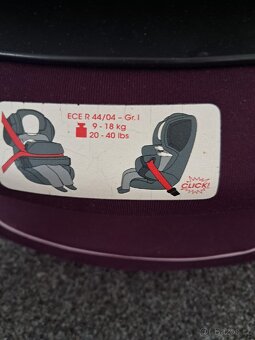 ECE R 44/04 - Gr. I
9 - 18 kg
20 - 40 lbs
CLICK!